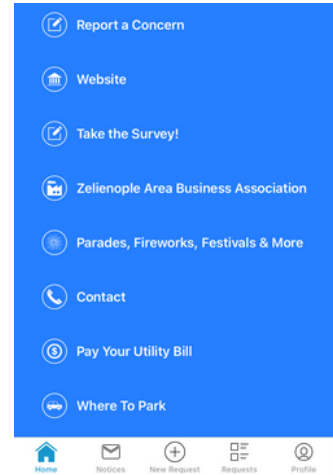 Report a Concern
Website
Take the Survey!
Zelienople Area Business Association
Parades, Fireworks, Festivals & More
Contact
Pay Your Utility Bill
Where To Park
Home Notices New Request Requests Profile